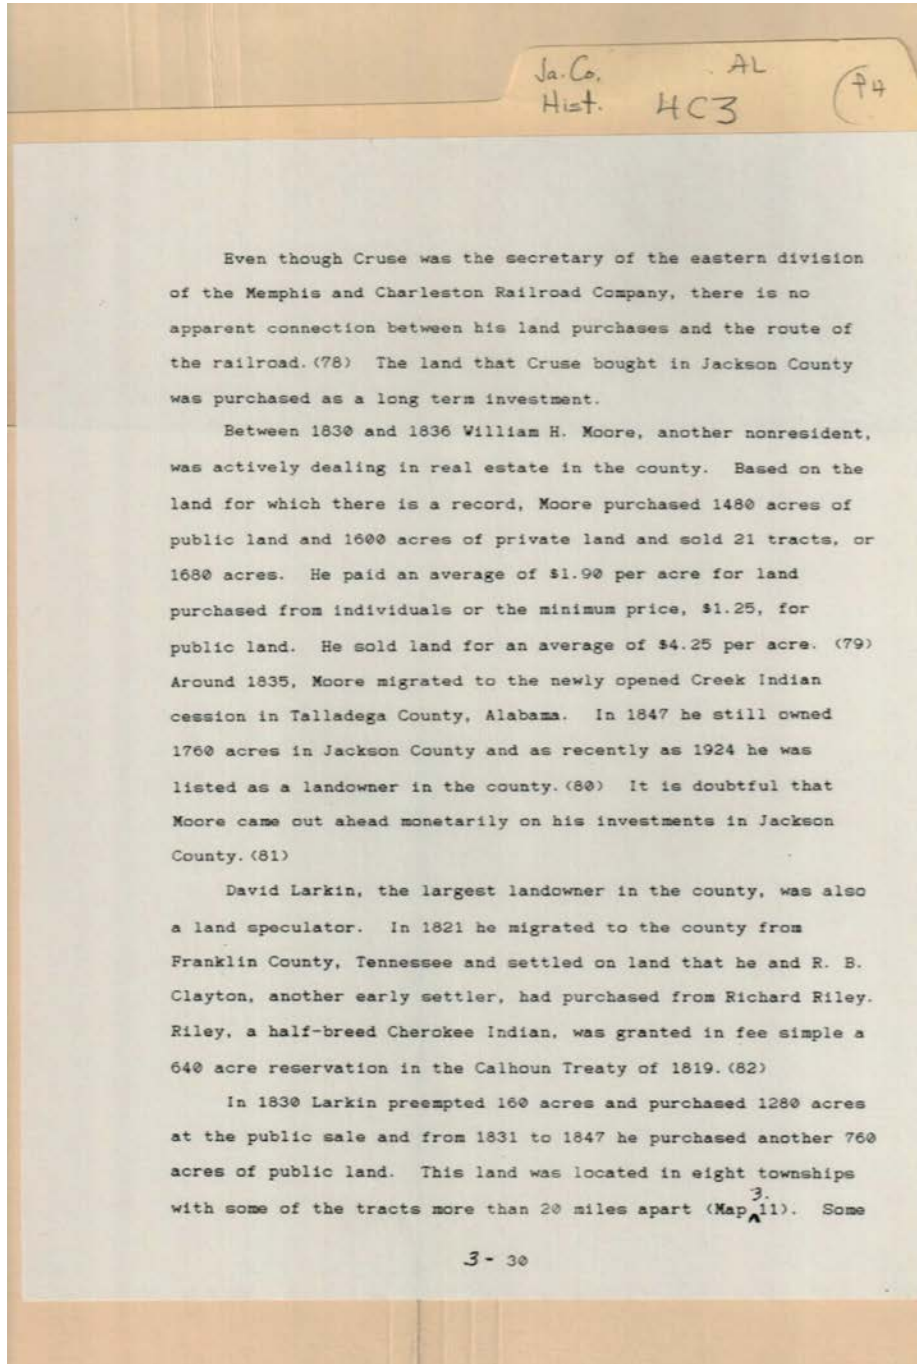 Ja. Co. AL
Hist. 4C3 P4
Even though Cruse was the secretary of the eastern division
of the Memphis and Charleston Railroad Company, there is no
apparent connection between his land purchases and the route of
the railroad.(78) The land that Cruse bought in Jackson County
was purchased as a long term investment.
Between 1830 and 1836 William H. Moore, another nonresident,
was actively dealing in real estate in the county. Based on the
land for which there is a record, Moore purchased 1480 acres of
public land and 1600 acres of private land and sold 21 tracts, or
1680 acres. He paid an average of $1.90 per acre for land
purchased from individuals or the minimum price, $1.25, for
public land. He sold land for an average of $4.25 per acre. (79)
Around 1835, Moore migrated to the newly opened Creek Indian
cession in Talladega County, Alabama. In 1847 he still owned
1760 acres in Jackson County and as recently as 1924 he was
listed as a landowner in the county.(80) It is doubtful that
Moore came out ahead monetarily on his investments in Jackson
County.(81)
David Larkin, the largest landowner in the county, was also
a land speculator. In 1821 he migrated to the county from
Franklin County, Tennessee and settled on land that he and R. B.
Clayton, another early settler, had purchased from Richard Riley.
Riley, a half-breed Cherokee Indian, was granted in fee simple a
640 acre reservation in the Calhoun Treaty of 1819.(82)
In 1830 Larkin preempted 160 acres and purchased 1280 acres
at the public sale and from 1831 to 1847 he purchased another 760
acres of public land. This land was located in eight townships
with some of the tracts more than 20 miles apart (Map 3.11). Some
3 - 30